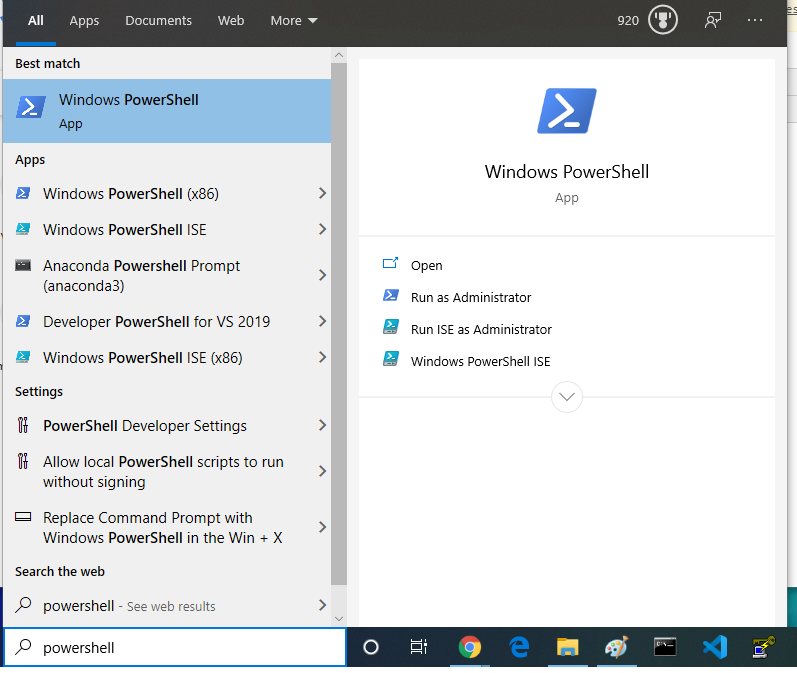 All Apps Documents Web More 920
Best match
Windows PowerShell
App
Apps
Windows PowerShell (x86)
Windows PowerShell ISE
Anaconda Powershell Prompt
(anaconda3)
Developer PowerShell for VS 2019
Windows PowerShell ISE (x86)
Settings
PowerShell Developer Settings
Allow local PowerShell scripts to run
without signing
Replace Command Prompt with
Windows PowerShell in the Win + X
Search the web
powershell - See web results
powershell
Windows PowerShell
App
Open
Run as Administrator
Run ISE as Administrator
Windows PowerShell ISE